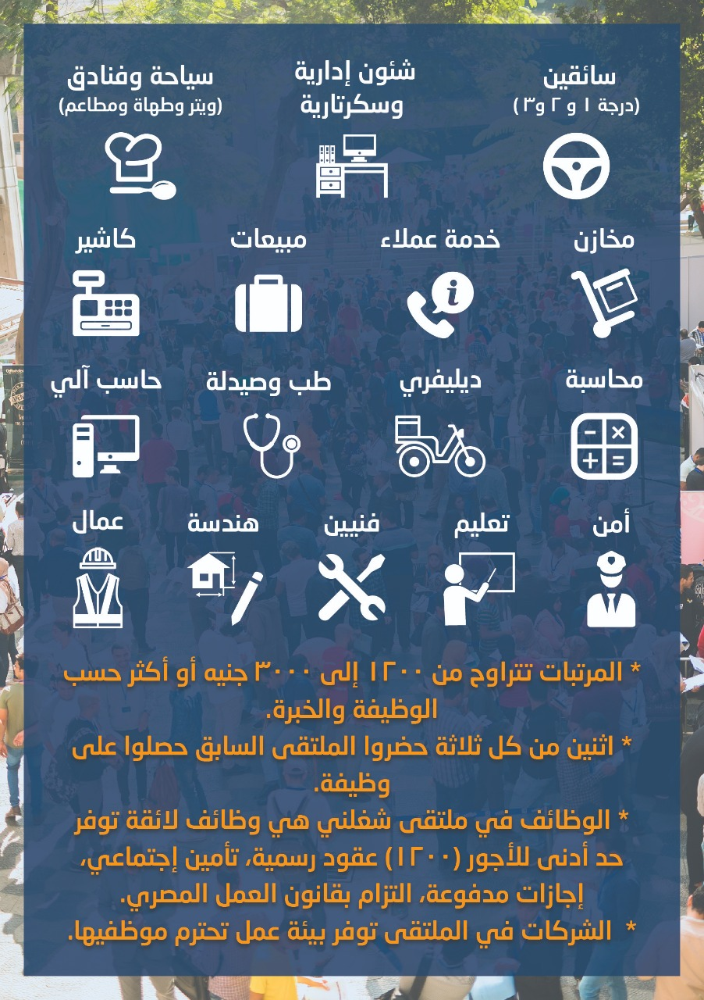 سائقين
(درجة ١ و ٢ و٣ )
شئون إدارية
وسكرتارية
سياحة وفنادق
(ويتر وطهاة ومطاعم)
مخازن
خدمة عملاء
مبيعات
كاشير
محاسبة
ديليفري
طب وصيدلة
حاسب آلي
أمن
تعليم
فنيين
هندسة
عمال
* المرتبات تتراوح من ١٢٠٠ إلى ٣٠٠٠ جنيه أو أكثر حسب
الوظيفة والخبرة.
* اثنين من كل ثلاثة حضروا الملتقى السابق حصلوا على
وظيفة.
* الوظائف في ملتقى شغلني هي وظائف لائقة توفر
حد أدنى للأجور (١٢٠٠) عقود رسمية، تأمين إجتماعي،
إجازات مدفوعة، التزام بقانون العمل المصري.
* الشركات في الملتقى توفر بيئة عمل تحترم موظفيها.